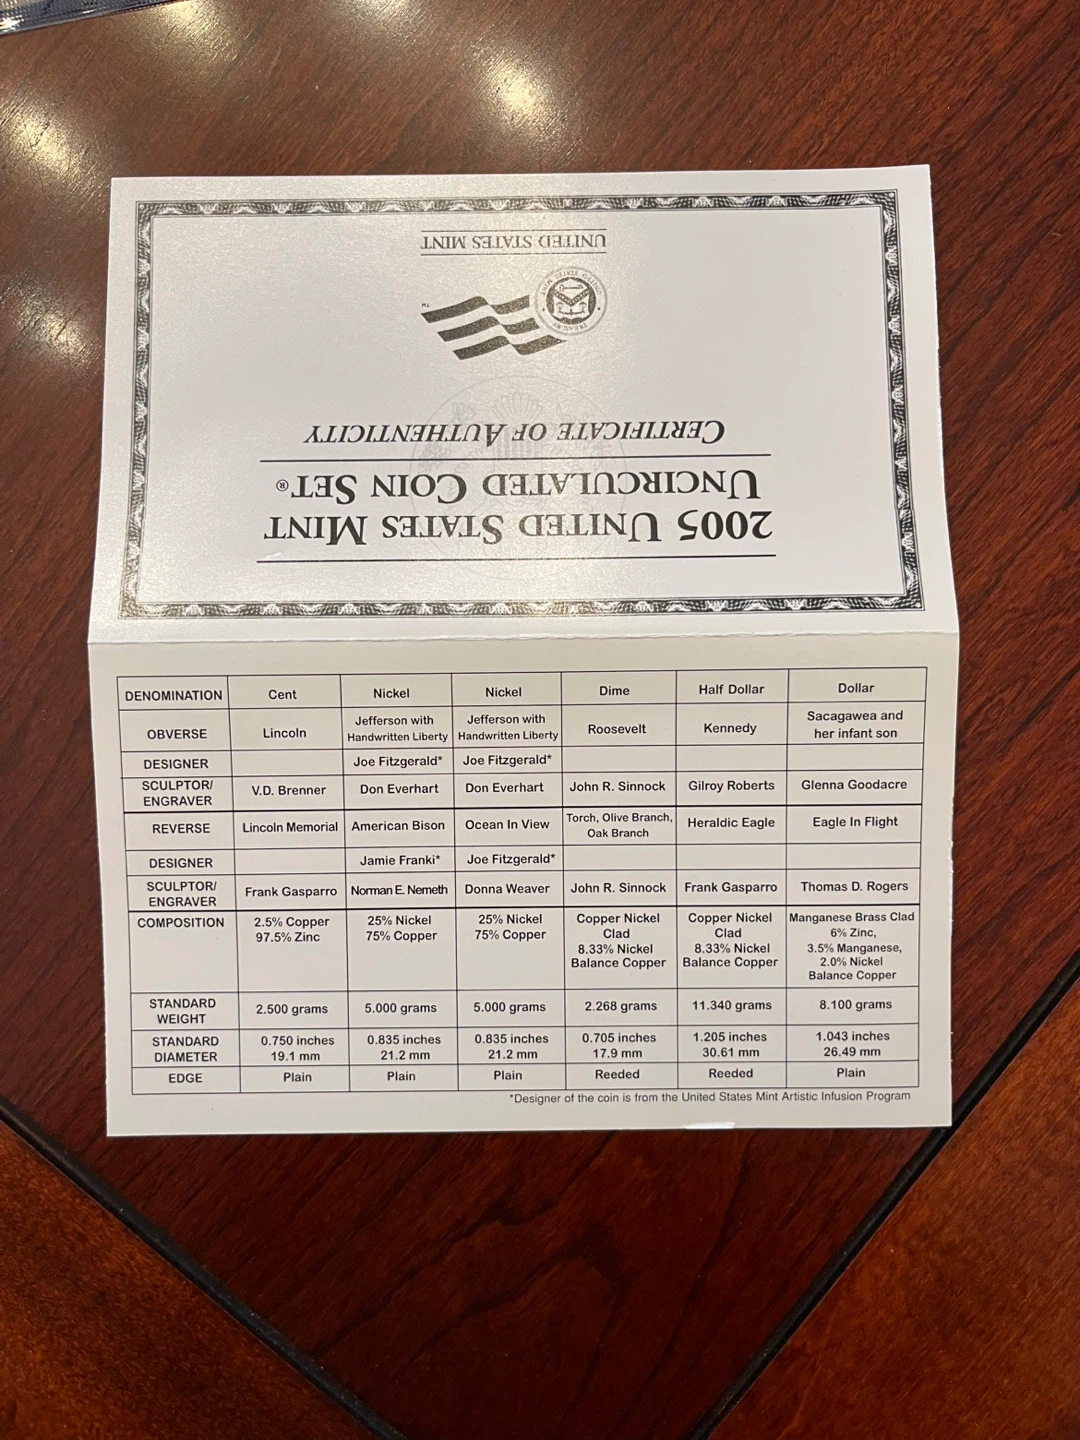 2005 UNITED STATES MINT
UNCIRCULATED COIN SET®
CERTIFICATE OF AUTHENTICITY
UNITED STATES MINT
DENOMINATION Cent Nickel Nickel Dime Half Dollar Dollar
OBVERSE Lincoln Jefferson with Handwritten Liberty Jefferson with Handwritten Liberty Roosevelt Kennedy Sacagawea and her infant son
DESIGNER Joe Fitzgerald* Joe Fitzgerald*
SCULPTOR/ENGRAVER V.D. Brenner Don Everhart Don Everhart John R. Sinnock Gilroy Roberts Glenna Goodacre
REVERSE Lincoln Memorial American Bison Ocean In View Torch, Olive Branch, Oak Branch Heraldic Eagle Eagle In Flight
DESIGNER Jamie Franki* Joe Fitzgerald*
SCULPTOR/ENGRAVER Frank Gasparro Norman E. Nemeth Donna Weaver John R. Sinnock Frank Gasparro Thomas D. Rogers
COMPOSITION 2.5% Copper 97.5% Zinc 25% Nickel 75% Copper 25% Nickel 75% Copper Copper Nickel Clad 8.33% Nickel Balance Copper Copper Nickel Clad 8.33% Nickel Balance Copper Manganese Brass Clad 6% Zinc, 3.5% Manganese, 2.0% Nickel Balance Copper
STANDARD WEIGHT 2.500 grams 5.000 grams 5.000 grams 2.268 grams 11.340 grams 8.100 grams
STANDARD DIAMETER 0.750 inches 19.1 mm 0.835 inches 21.2 mm 0.835 inches 21.2 mm 0.705 inches 17.9 mm 1.205 inches 30.61 mm 1.043 inches 26.49 mm
EDGE Plain Plain Plain Reeded Reeded Plain
*Designer of the coin is from the United States Mint Artistic Infusion Program